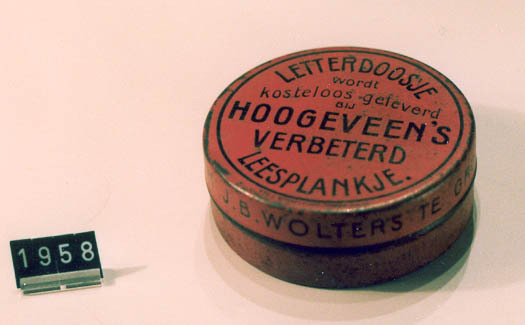 LETTERDOOSJE
wordt
kosteloos geleverd
BIJ
HOOGEVEEN'S
VERBETERD
LEESPLANKJE.
J.B. WOLTERS TE
1958